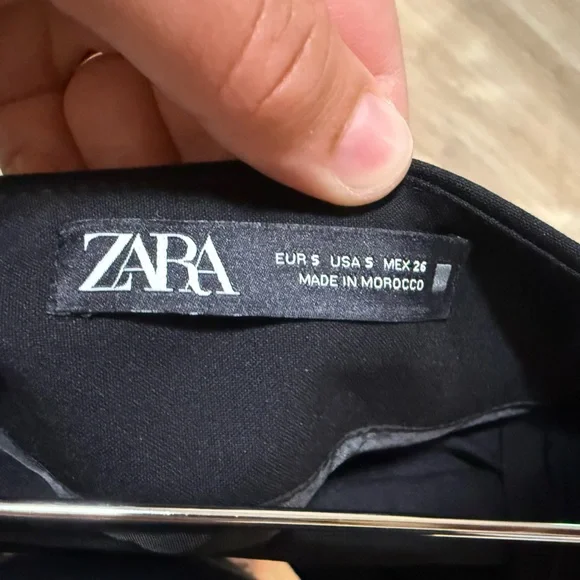 ZARA
EUR S USA S MEX 26
MADE IN MOROCCO